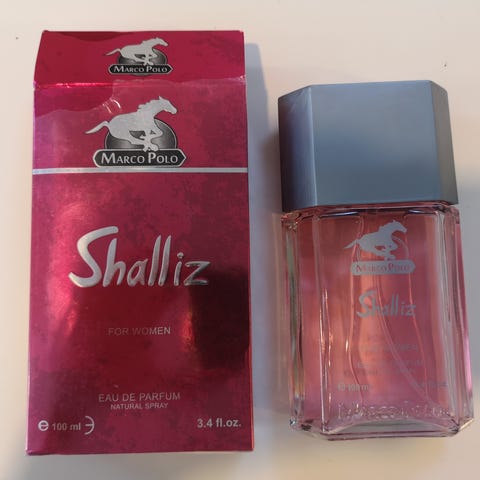 MARCO POLO
MARCO POLO
Shalliz
FOR WOMEN
EAU DE PARFUM
NATURAL SPRAY
e 100 ml
3.4 fl.oz.
MARCO POLO
Shalliz